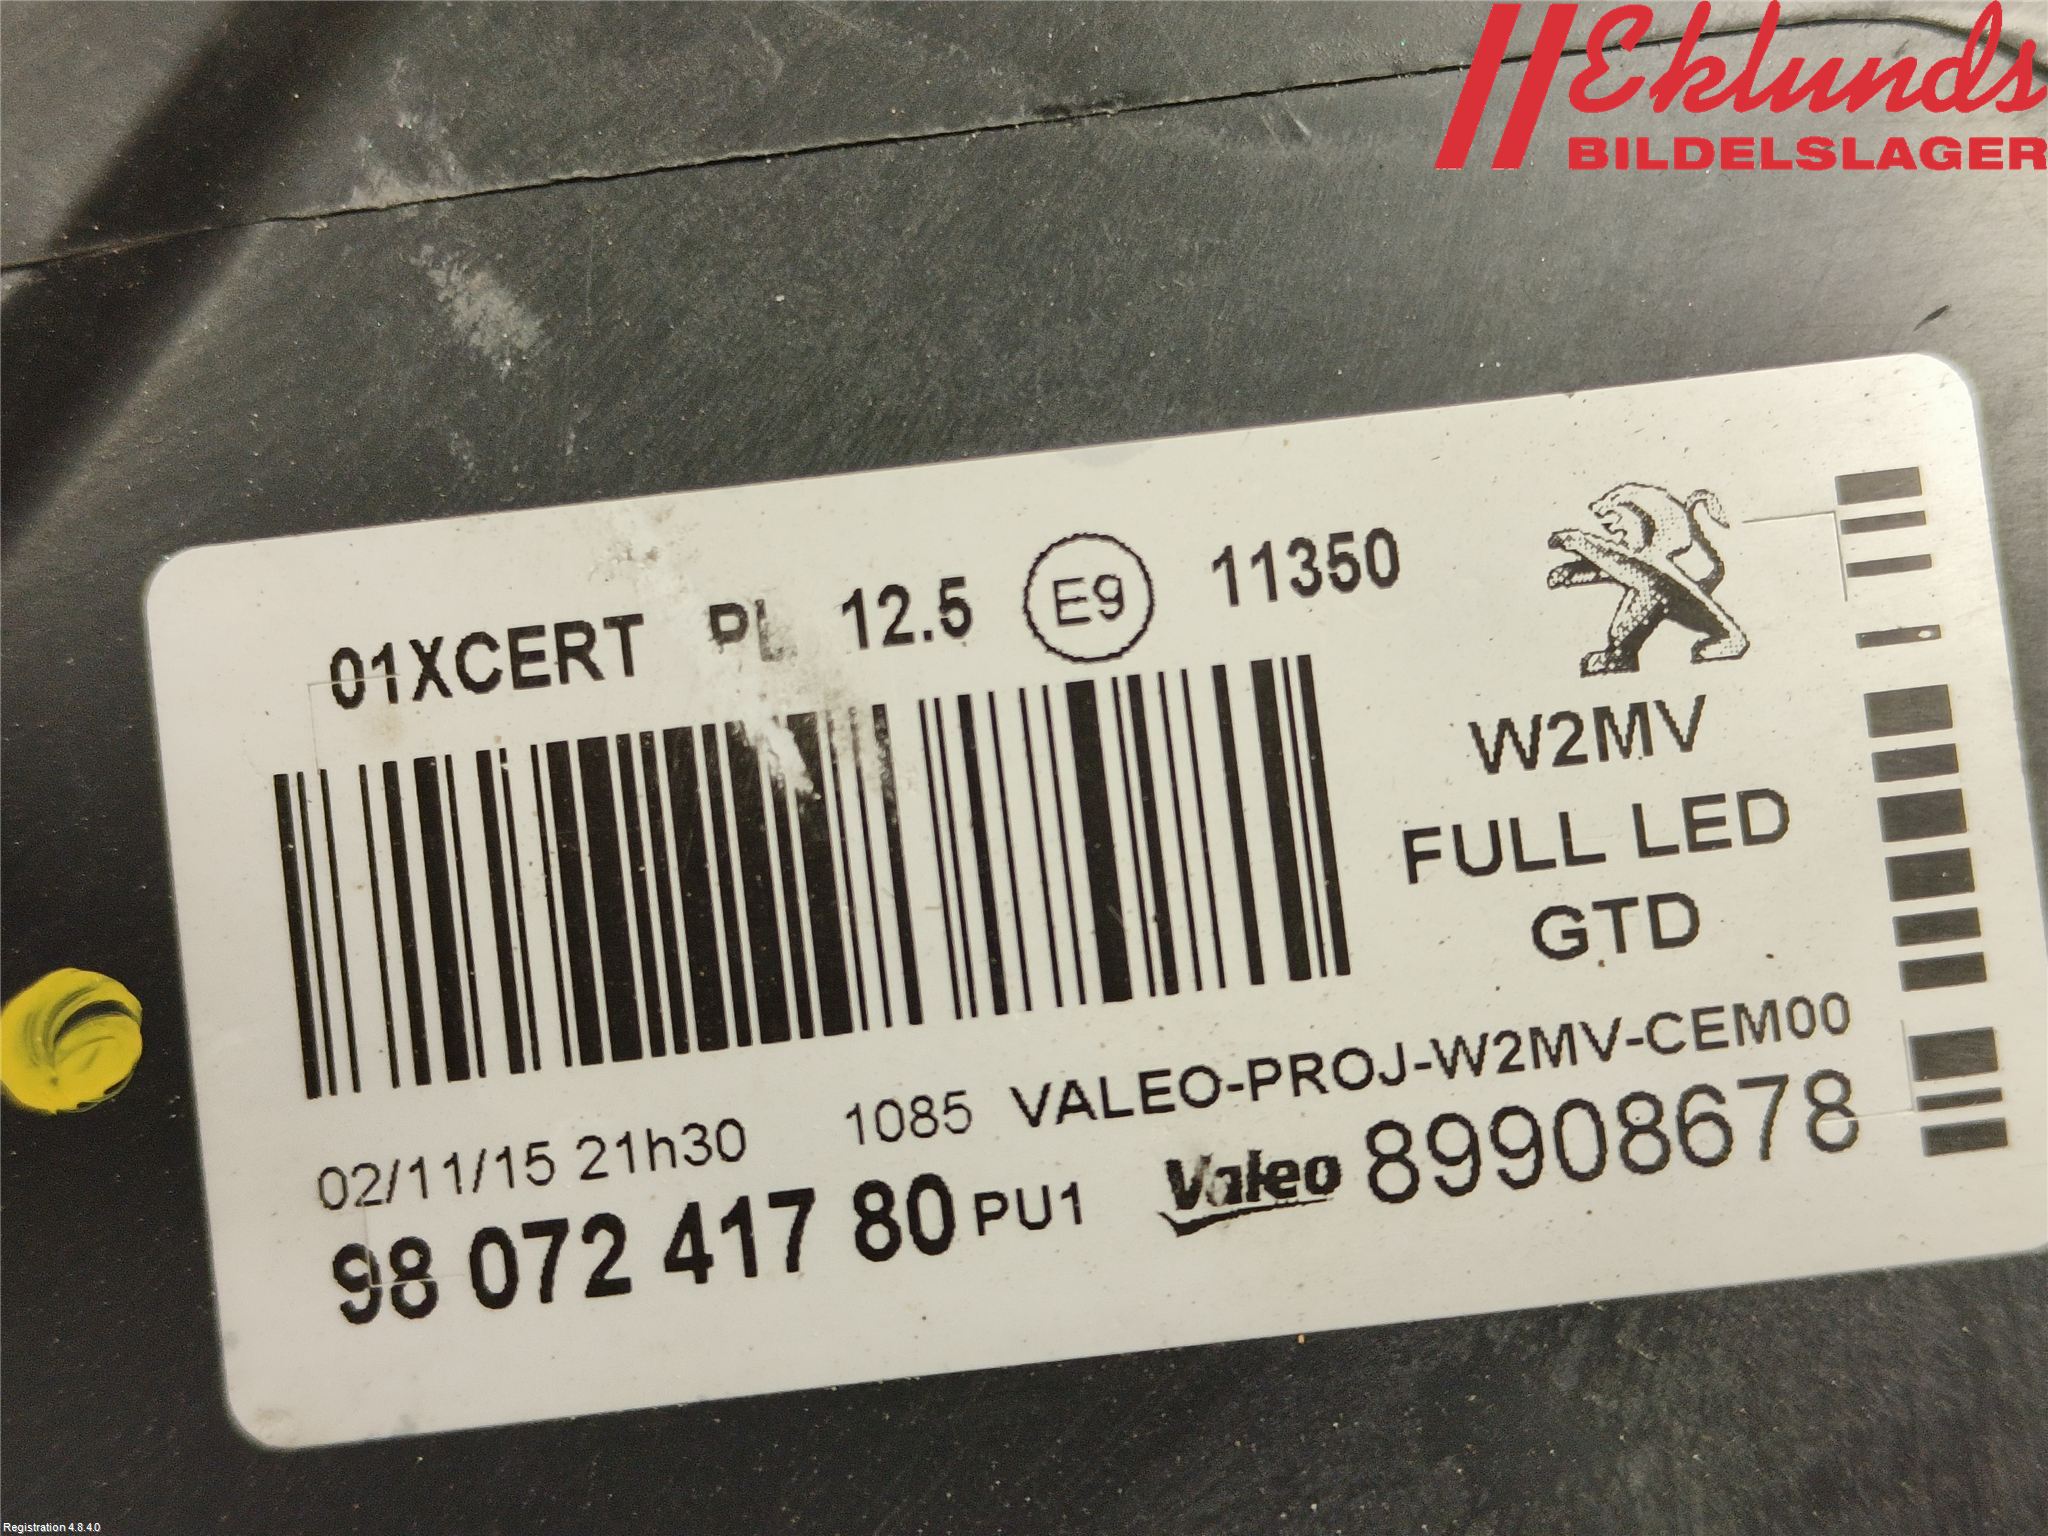 Eklunds
BILDELSLAGER
01XCERT PL 12.5 E9 11350
W2MV
FULL LED
GTD
02/11/15 21h30 1085 VALEO-PROJ-W2MV-CEM00
98 072 417 80 PU1 Valeo 89908678
Registration 4.8.4.0